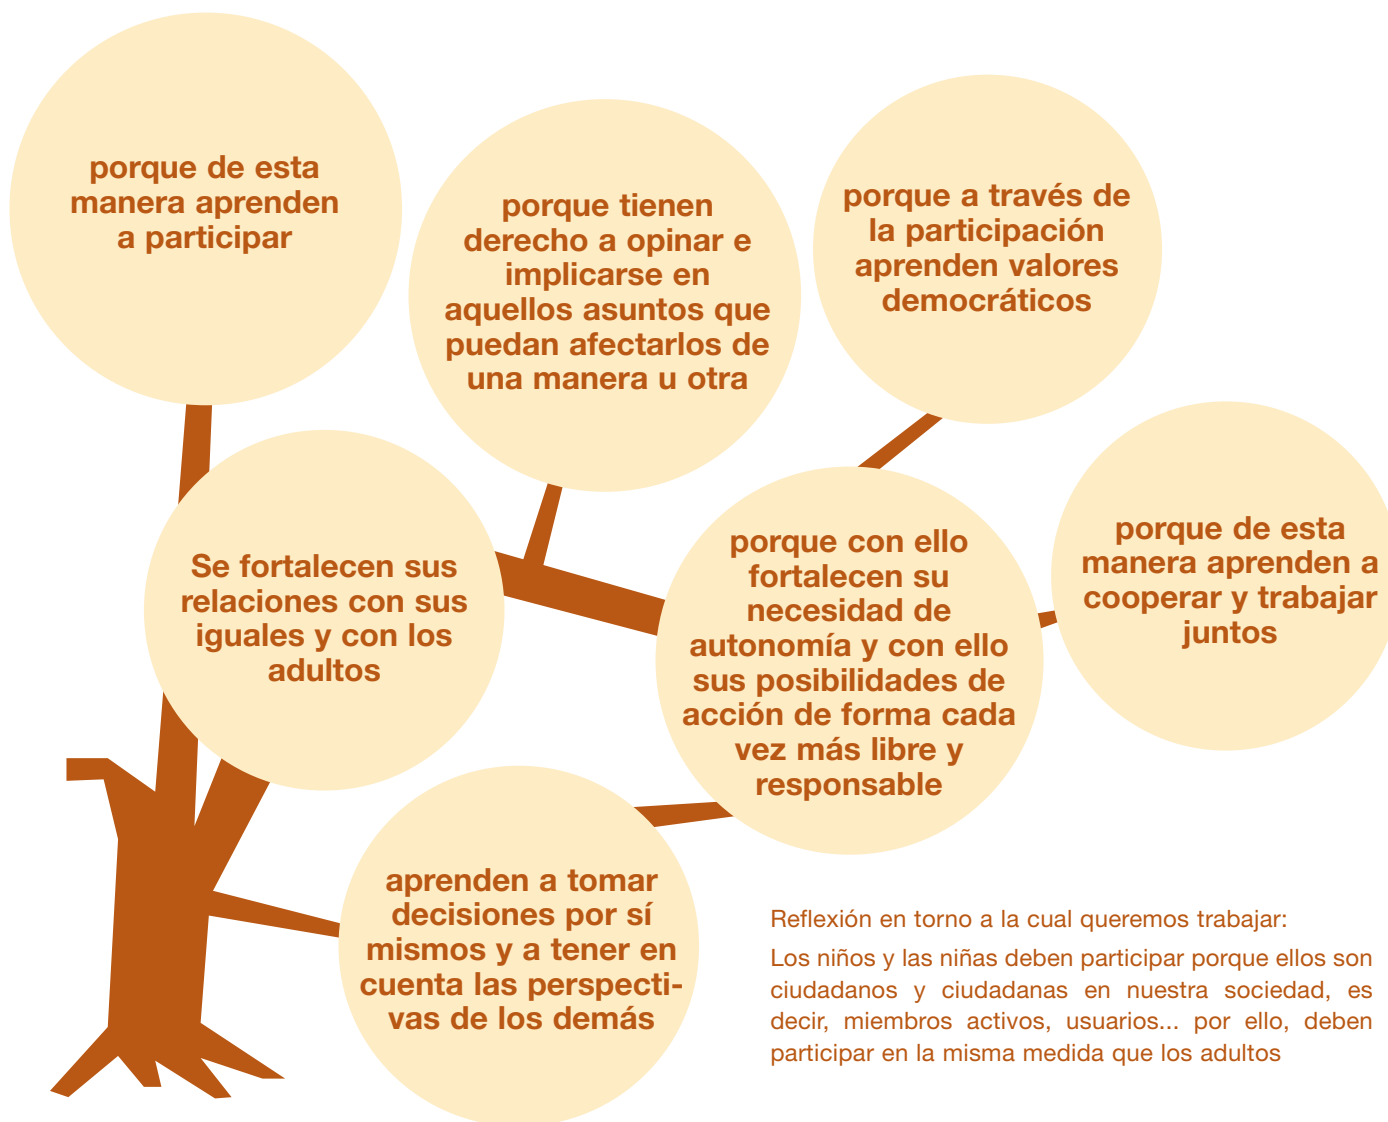 porque de esta
manera aprenden
a participar
porque tienen
derecho a opinar e
implicarse en
aquellos asuntos que
puedan afectarlos de
una manera u otra
porque a través de
la participación
aprenden valores
democráticos
Se fortalecen sus
relaciones con sus
iguales y con los
adultos
porque con ello
fortalecen su
necesidad de
autonomía y con ello
sus posibilidades de
acción de forma cada
vez más libre y
responsable
porque de esta
manera aprenden a
cooperar y trabajar
juntos
aprenden a tomar
decisiones por sí
mismos y a tener en
cuenta las perspecti-
vas de los demás
Reflexión en torno a la cual queremos trabajar:
Los niños y las niñas deben participar porque ellos son
ciudadanos y ciudadanas en nuestra sociedad, es
decir, miembros activos, usuarios... por ello, deben
participar en la misma medida que los adultos